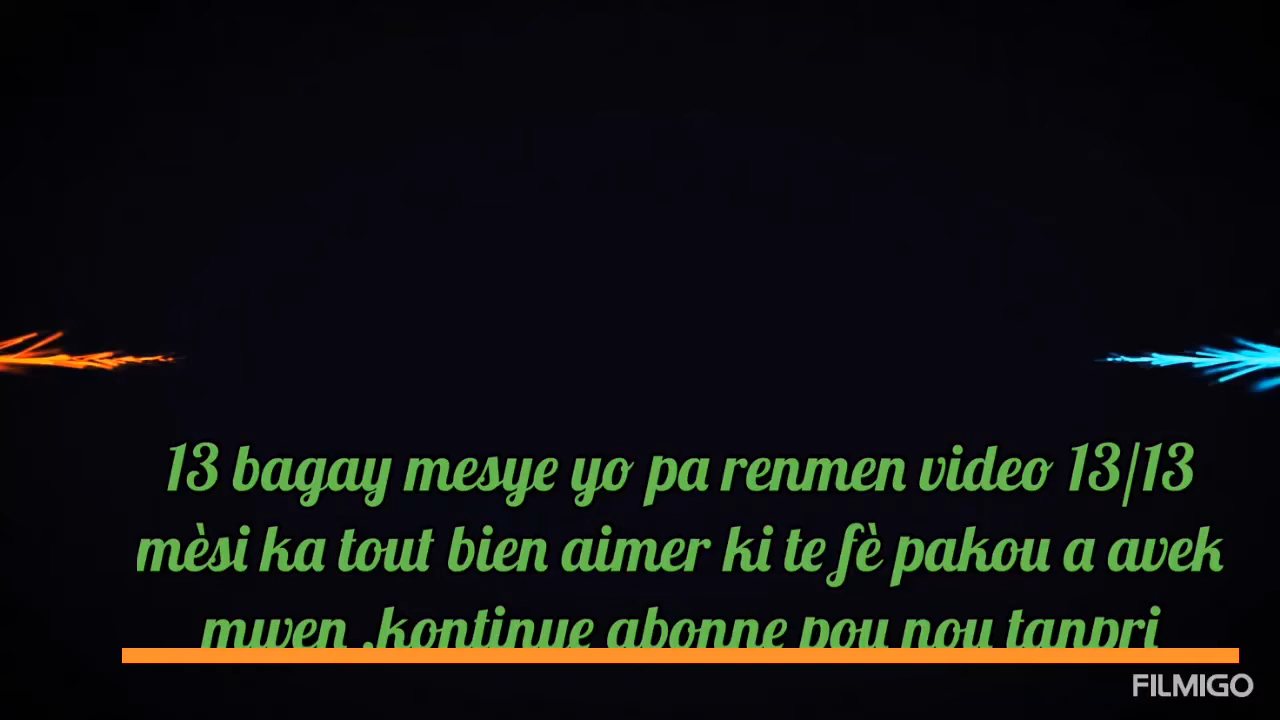 13 bagay mesye yo pa renmen video 13/13
mèsi ka tout bien aimer ki te fè pakou a avek
mwen ,kontinye abonne pou nou tanpri
FILMIGO